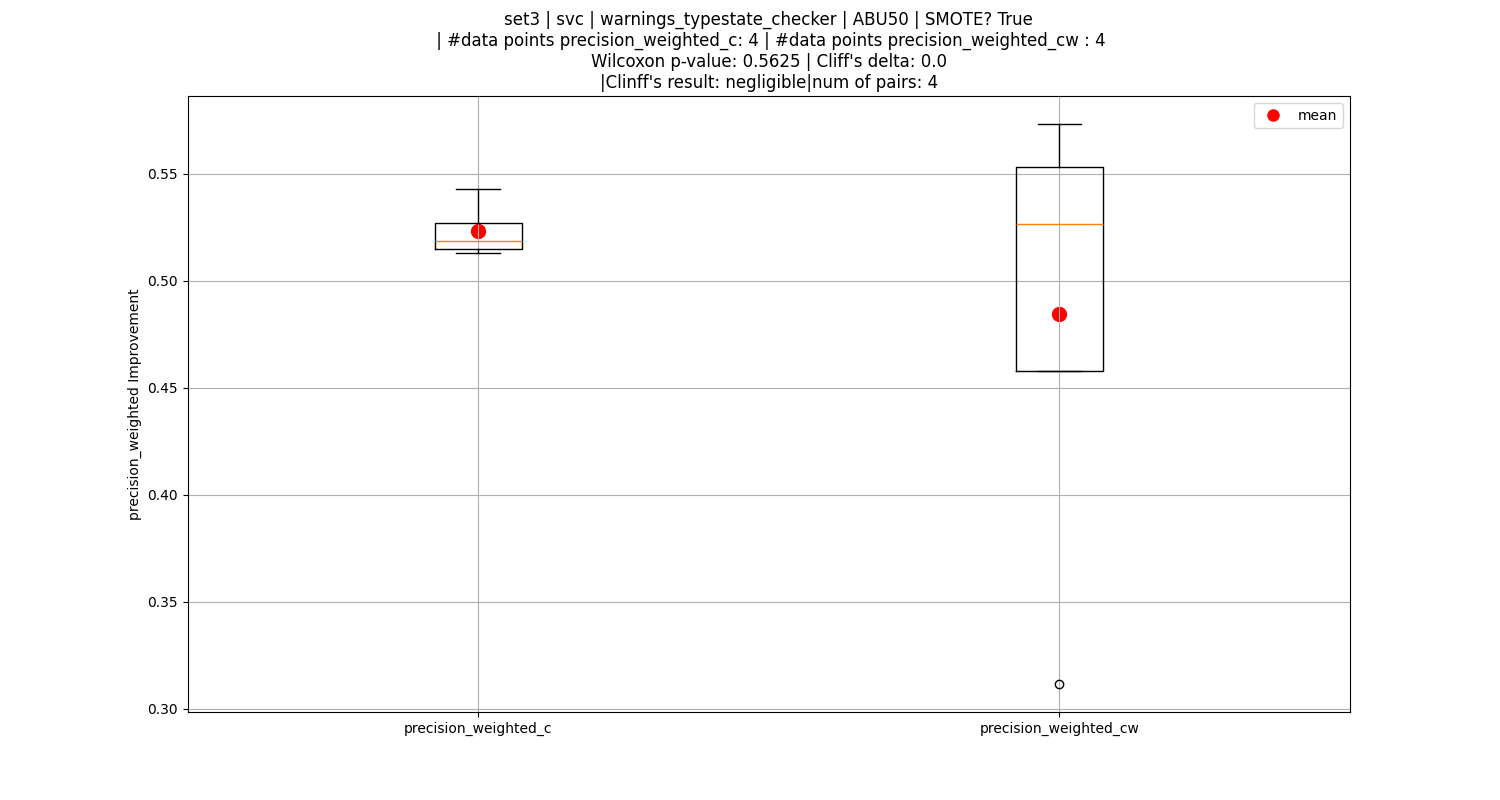 set3 | svc | warnings_typestate_checker | ABU50 | SMOTE? True
| #data points precision_weighted_c: 4 | #data points precision_weighted_cw : 4
Wilcoxon p-value: 0.5625 | Cliff's delta: 0.0
|Clinff's result: negligible|num of pairs: 4
mean
precision_weighted Improvement
0.55
0.50
0.45
0.40
0.35
0.30
precision_weighted_c
precision_weighted_cw